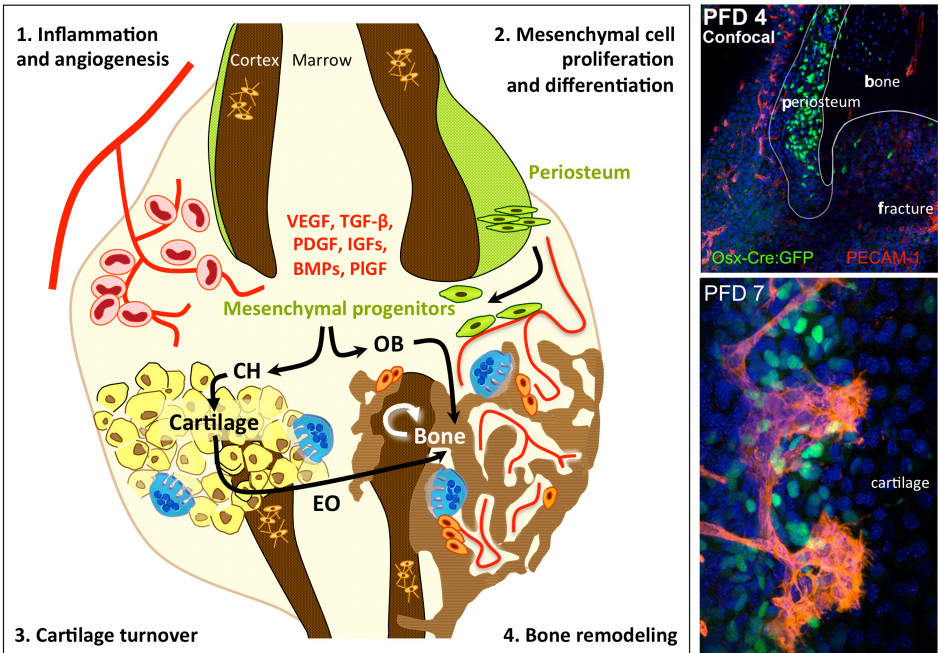 1. Inflammation
and angiogenesis
2. Mesenchymal cell
proliferation
and differentiation
Cortex
Marrow
Periosteum
VEGF, TGF-β,
PDGF, IGFs,
BMPs, PlGF
Mesenchymal progenitors
OB
CH
Cartilage
Bone
EO
3. Cartilage turnover
4. Bone remodeling
PFD 4
Confocal
bone
periosteum
fracture
Osx-Cre:GFP
PECAM-1
PFD 7
cartilage